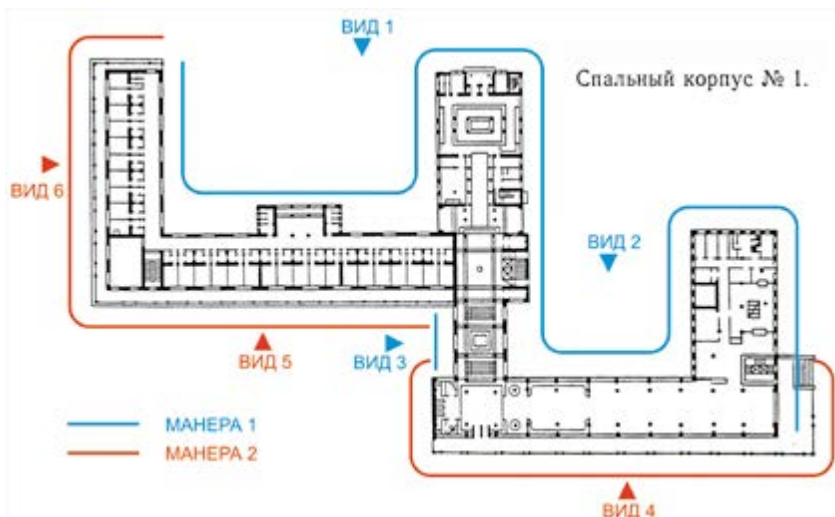 ВИД 1
Спальный корпус № 1.
ВИД 6
ВИД 2
ВИД 5
ВИД 3
МАНЕРА 1
МАНЕРА 2
ВИД 4